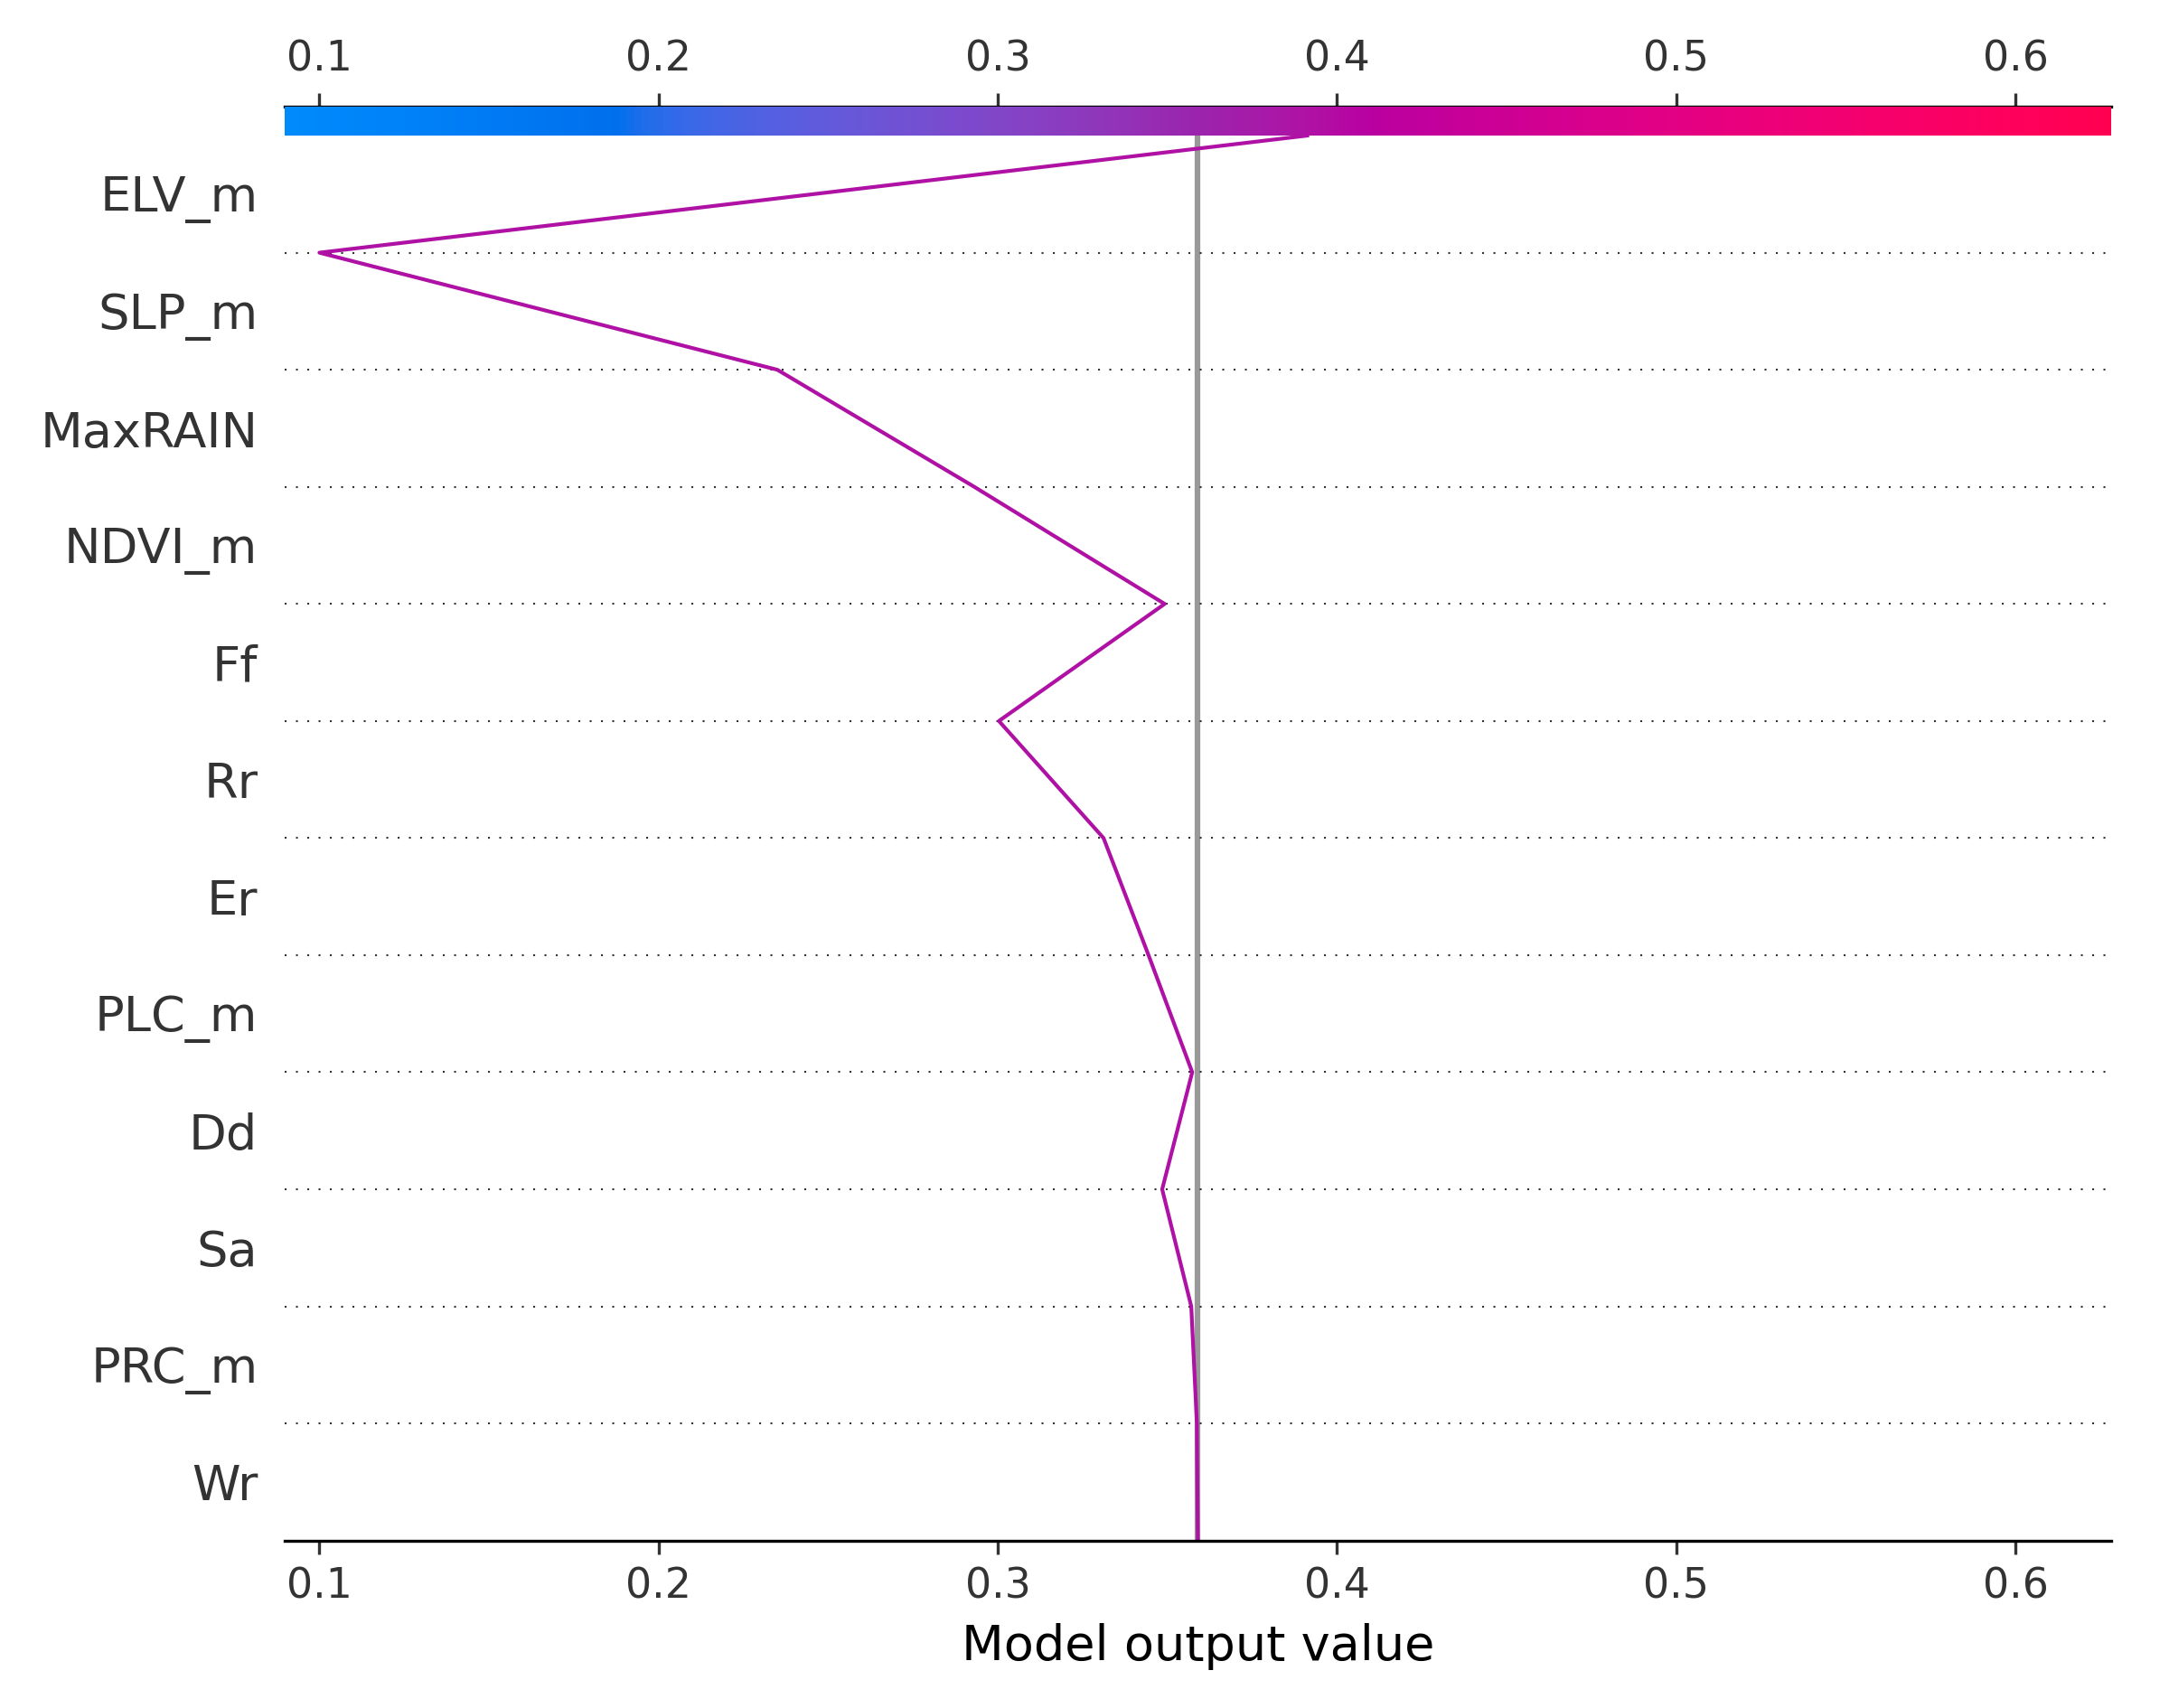 0.1 0.2 0.3 0.4 0.5 0.6
ELV_m
SLP_m
MaxRAIN
NDVI_m
Ff
Rr
Er
PLC_m
Dd
Sa
PRC_m
Wr
0.1 0.2 0.3 0.4 0.5 0.6
Model output value